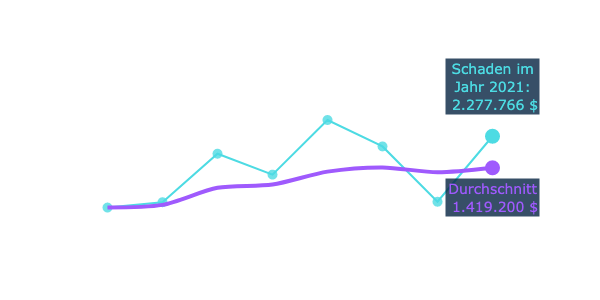 Schaden im
Jahr 2021:
2.277.766 $
Durchschnitt
1.419.200 $